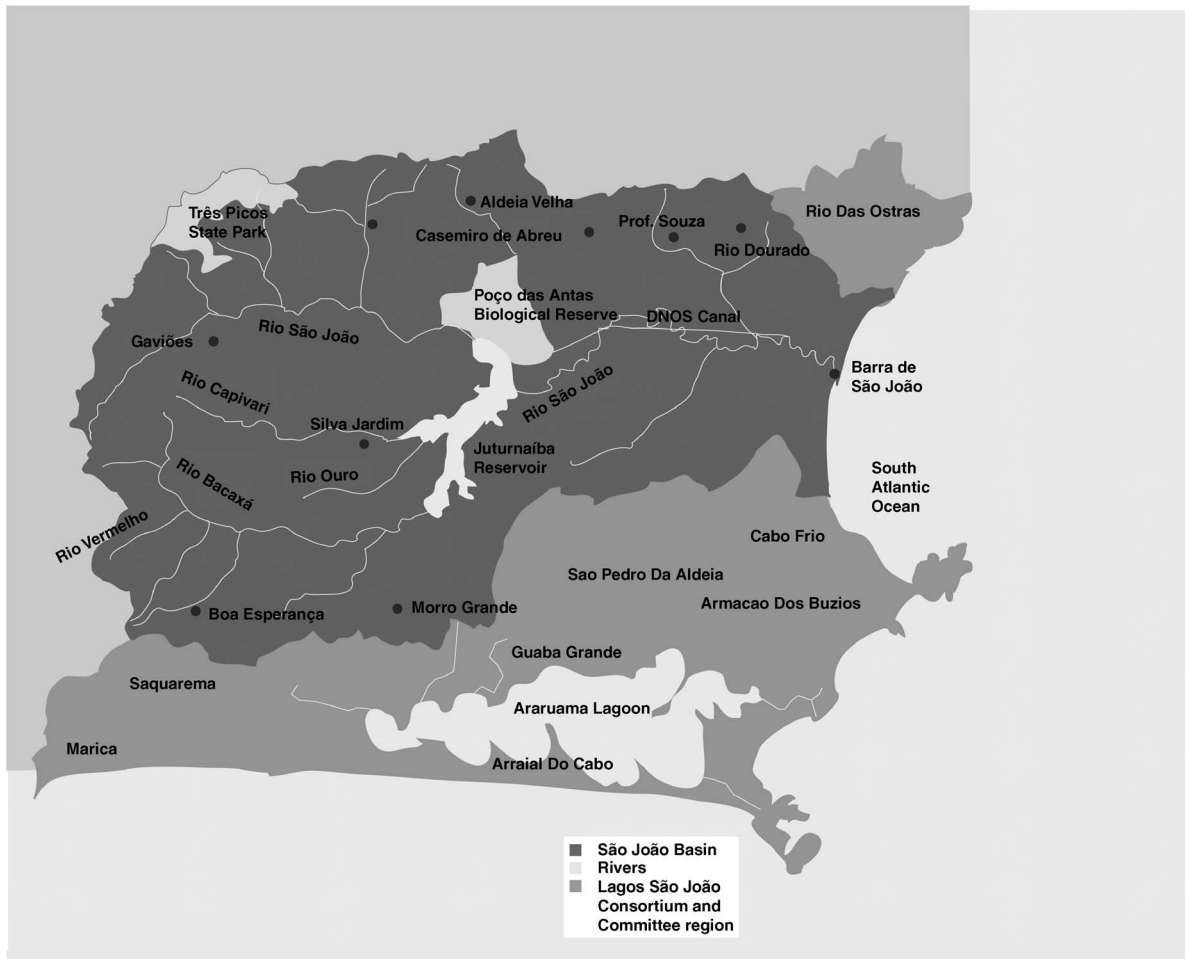 Aldeia Velha
Três Picos
State Park
Prof. Souza
Rio Das Ostras
Casemiro de Abreu
Rio Dourado
Poço das Antas
Biological Reserve
DNOS Canal
Rio São João
Gaviões
Barra de
São João
Rio Capivari
Rio São João
Silva Jardim
Juturnaíba
Reservoir
Rio Ouro
Rio Bacaxá
South
Atlantic
Ocean
Rio Vermelho
Cabo Frio
Sao Pedro Da Aldeia
Armacao Dos Buzios
Boa Esperança
Morro Grande
Guaba Grande
Saquarema
Araruama Lagoon
Marica
Arraial Do Cabo
São João Basin
Rivers
Lagos São João
Consortium and
Committee region